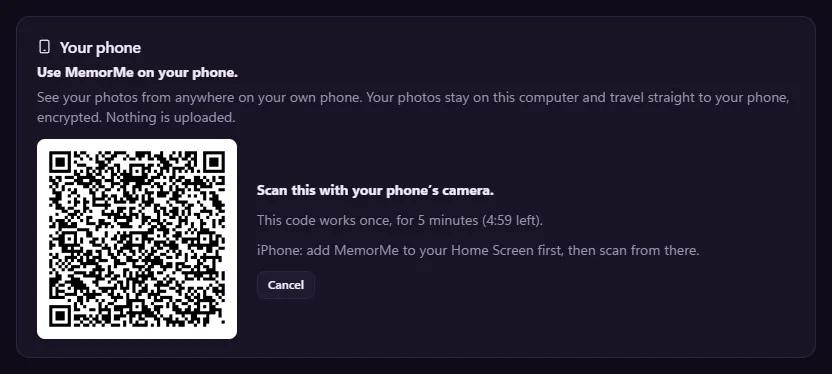 Your phone
Use MemorMe on your phone.
See your photos from anywhere on your own phone. Your photos stay on this computer and travel straight to your phone,
encrypted. Nothing is uploaded.
Scan this with your phone’s camera.
This code works once, for 5 minutes (4:59 left).
iPhone: add MemorMe to your Home Screen first, then scan from there.
Cancel